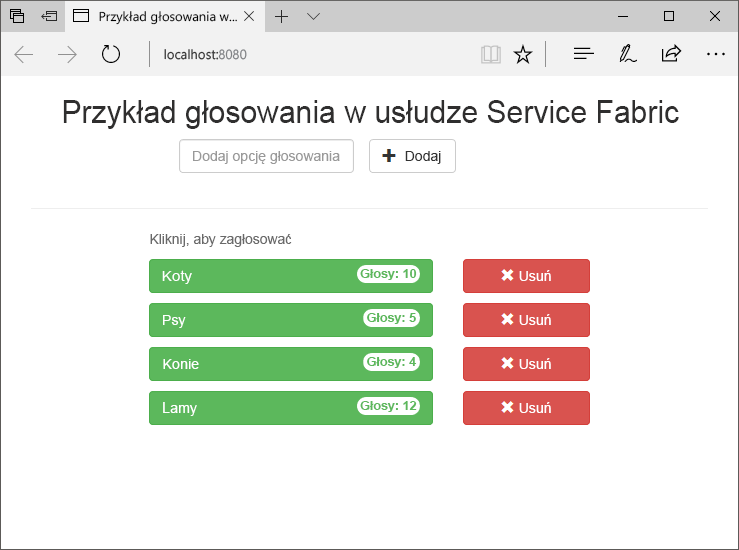 Przykład głosowania w...
localhost:8080
Przykład głosowania w usłudze Service Fabric
Dodaj opcję głosowania
Dodaj
Kliknij, aby zagłosować
Koty Głosy: 10 Usuń
Psy Głosy: 5 Usuń
Konie Głosy: 4 Usuń
Lamy Głosy: 12 Usuń